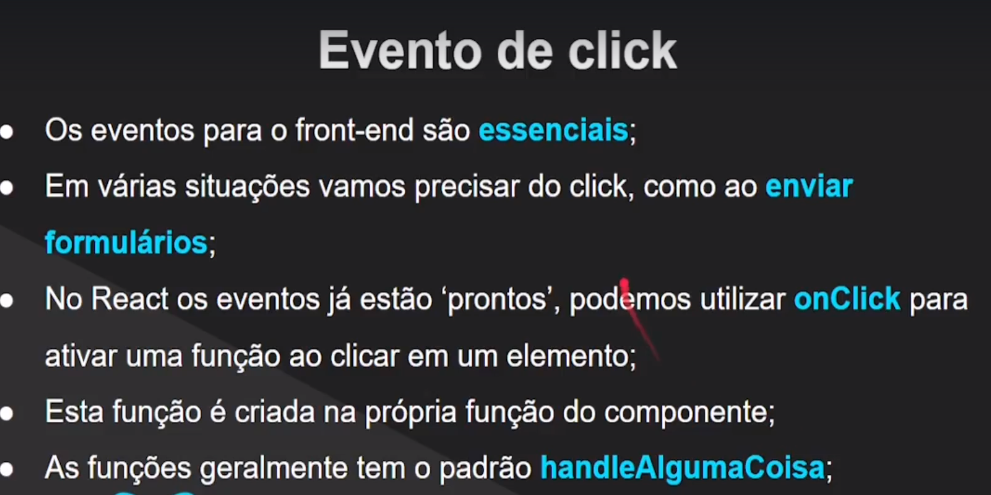 Evento de click
● Os eventos para o front-end são essenciais;
● Em várias situações vamos precisar do click, como ao enviar
formulários;
● No React os eventos já estão ‘prontos’, podemos utilizar onClick para
ativar uma função ao clicar em um elemento;
● Esta função é criada na própria função do componente;
● As funções geralmente tem o padrão handleAlgumaCoisa;